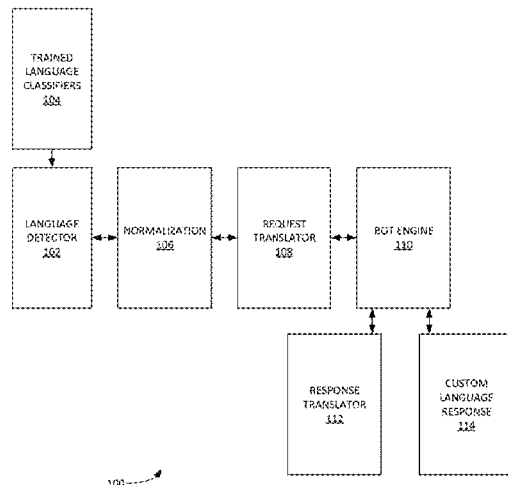 TRAINED
LANGUAGE
CLASSIFIERS
104
LANGUAGE
DETECTOR
102
NORMALIZATION
106
REQUEST
TRANSLATOR
108
BOT ENGINE
110
RESPONSE
TRANSLATOR
112
CUSTOM
LANGUAGE
RESPONSE
114
100